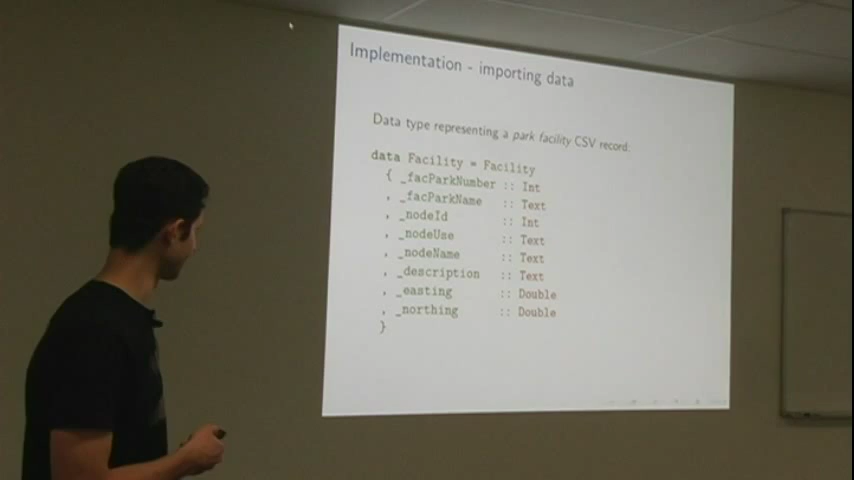 Implementation - importing data
Data type representing a park facility CSV record:
data Facility = Facility
{ _facParkNumber :: Int
, _facParkName :: Text
, _nodeId :: Int
, _nodeUse :: Text
, _nodeName :: Text
, _description :: Text
, _easting :: Double
, _northing :: Double
}